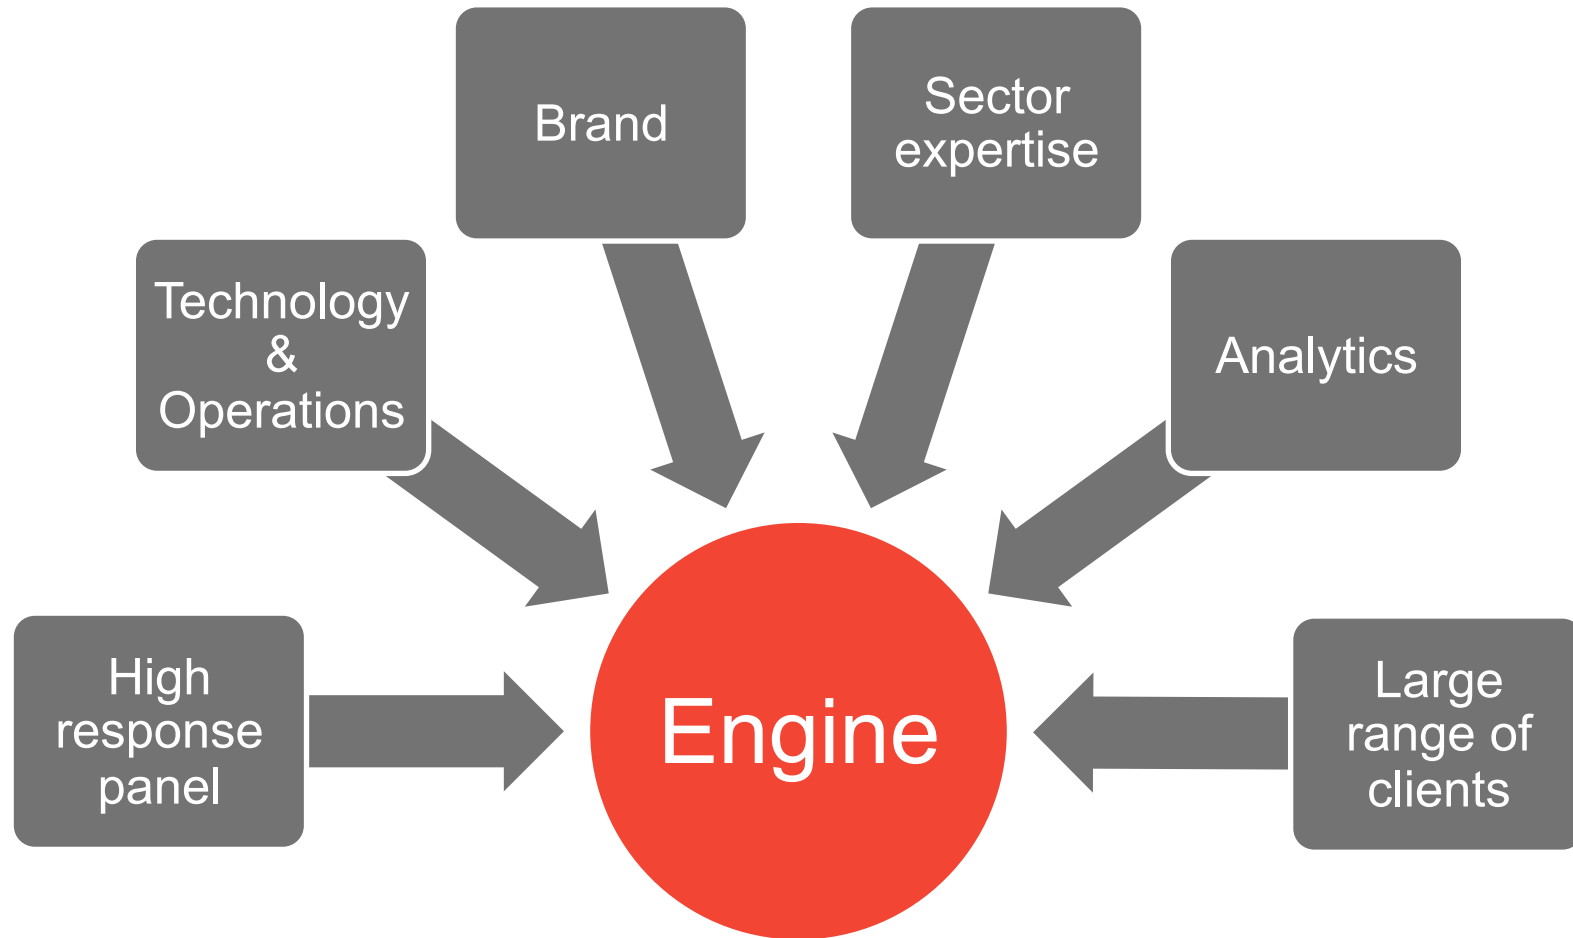 Brand
Sector
expertise
Technology
&
Operations
Analytics
High
response
panel
Engine
Large
range of
clients